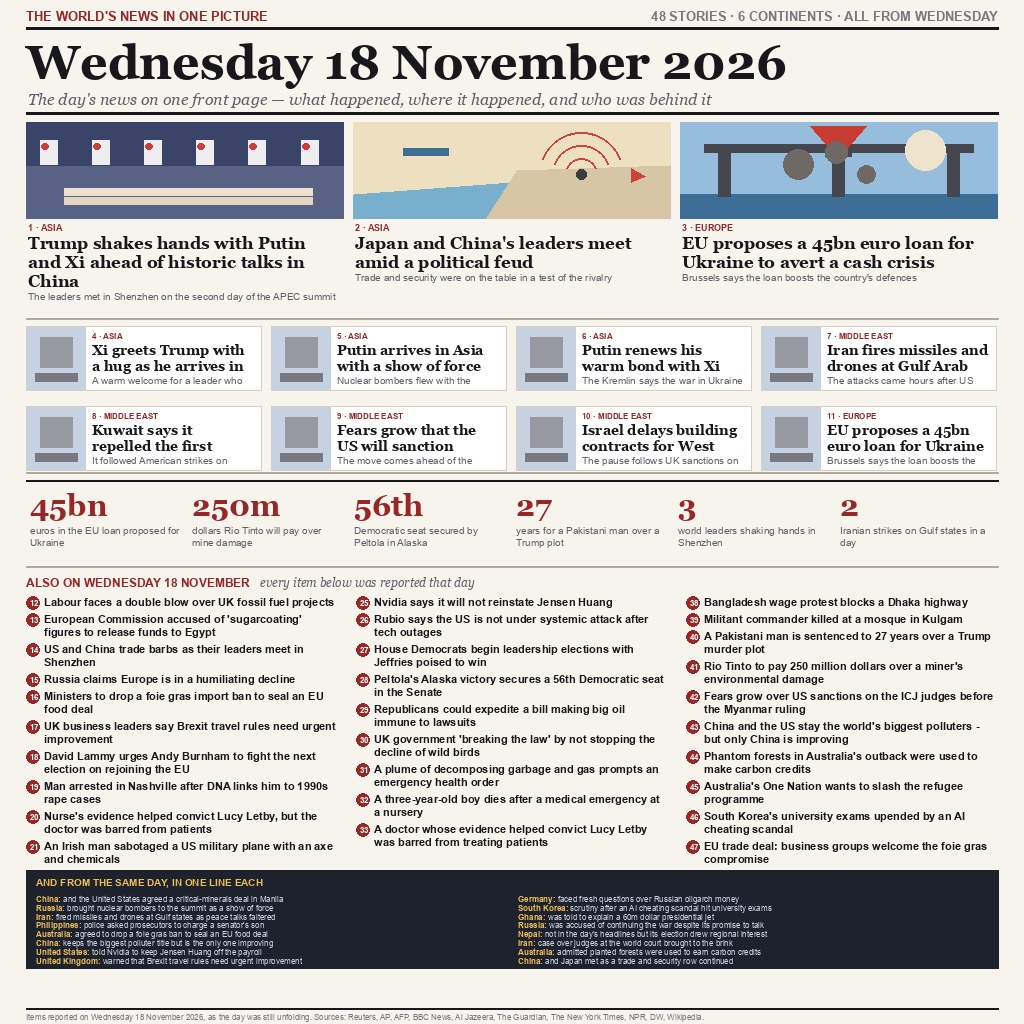 THE WORLD'S NEWS IN ONE PICTURE
48 STORIES · 6 CONTINENTS · ALL FROM WEDNESDAY
Wednesday 18 November 2026
The day's news on one front page — what happened, where it happened, and who was behind it
1 · ASIA
Trump shakes hands with Putin
and Xi ahead of historic talks in
China
The leaders met in Shenzhen on the second day of the APEC summit
2 · ASIA
Japan and China's leaders meet
amid a political feud
Trade and security were on the table in a test of the rivalry
3 · EUROPE
EU proposes a 45bn euro loan for
Ukraine to avert a cash crisis
Brussels says the loan boosts the country's defences
4 · ASIA
Xi greets Trump with
a hug as he arrives in
A warm welcome for a leader who
5 · ASIA
Putin arrives in Asia
with a show of force
Nuclear bombers flew with the
6 · ASIA
Putin renews his
warm bond with Xi
The Kremlin says the war in Ukraine
7 · MIDDLE EAST
Iran fires missiles and
drones at Gulf Arab
The attacks came hours after US
8 · MIDDLE EAST
Kuwait says it
repelled the first
It followed American strikes on
9 · MIDDLE EAST
Fears grow that the
US will sanction
The move comes ahead of the
10 · MIDDLE EAST
Israel delays building
contracts for West
The pause follows UK sanctions on
11 · EUROPE
EU proposes a 45bn
euro loan for Ukraine
Brussels says the loan boosts the
45bn
euros in the EU loan proposed for
Ukraine
250m
dollars Rio Tinto will pay over
mine damage
56th
Democratic seat secured by
Peltola in Alaska
27
years for a Pakistani man over a
Trump plot
3
world leaders shaking hands in
Shenzhen
2
Iranian strikes on Gulf states in a
day
ALSO ON WEDNESDAY 18 NOVEMBER every item below was reported that day
12 Labour faces a double blow over UK fossil fuel projects
13 European Commission accused of 'sugarcoating'
figures to release funds to Egypt
14 US and China trade barbs as their leaders meet in
Shenzhen
15 Russia claims Europe is in a humiliating decline
16 Ministers to drop a foie gras import ban to seal an EU
food deal
17 UK business leaders say Brexit travel rules need urgent
improvement
18 David Lammy urges Andy Burnham to fight the next
election on rejoining the EU
19 Man arrested in Nashville after DNA links him to 1990s
rape cases
20 Nurse's evidence helped convict Lucy Letby, but the
doctor was barred from patients
21 An Irish man sabotaged a US military plane with an axe
and chemicals
25 Nvidia says it will not reinstate Jensen Huang
26 Rubio says the US is not under systemic attack after
tech outages
27 House Democrats begin leadership elections with
Jeffries poised to win
28 Peltola's Alaska victory secures a 56th Democratic seat
in the Senate
29 Republicans could expedite a bill making big oil
immune to lawsuits
30 UK government 'breaking the law' by not stopping the
decline of wild birds
31 A plume of decomposing garbage and gas prompts an
emergency health order
32 A three-year-old boy dies after a medical emergency at
a nursery
33 A doctor whose evidence helped convict Lucy Letby
was barred from treating patients
38 Bangladesh wage protest blocks a Dhaka highway
39 Militant commander killed at a mosque in Kulgam
40 A Pakistani man is sentenced to 27 years over a Trump
murder plot
41 Rio Tinto to pay 250 million dollars over a miner's
environmental damage
42 Fears grow over US sanctions on the ICJ judges before
the Myanmar ruling
43 China and the US stay the world's biggest polluters -
but only China is improving
44 Phantom forests in Australia's outback were used to
make carbon credits
45 Australia's One Nation wants to slash the refugee
programme
46 South Korea's university exams upended by an AI
cheating scandal
47 EU trade deal: business groups welcome the foie gras
compromise
AND FROM THE SAME DAY, IN ONE LINE EACH
China: and the United States agreed a critical-minerals deal in Manila
Russia: brought nuclear bombers to the summit as a show of force
Iran: fired missiles and drones at Gulf states as peace talks faltered
Philippines: police asked prosecutors to charge a senator's son
Australia: agreed to drop a foie gras ban to seal an EU food deal
China: keeps the biggest polluter title but is the only one improving
United States: told Nvidia to keep Jensen Huang off the payroll
United Kingdom: warned that Brexit travel rules need urgent improvement
Germany: faced fresh questions over Russian oligarch money
South Korea: scrutiny after an AI cheating scandal hit university exams
Ghana: was told to explain a 60m dollar presidential jet
Russia: was accused of continuing the war despite its promise to talk
Nepal: not in the day's headlines but its election drew regional interest
Iran: case over judges at the world court brought to the brink
Australia: admitted planted forests were used to earn carbon credits
China: and Japan met as a trade and security row continued
Items reported on Wednesday 18 November 2026, as the day was still unfolding. Sources: Reuters, AP, AFP, BBC News, Al Jazeera, The Guardian, The New York Times, NPR, DW, Wikipedia.